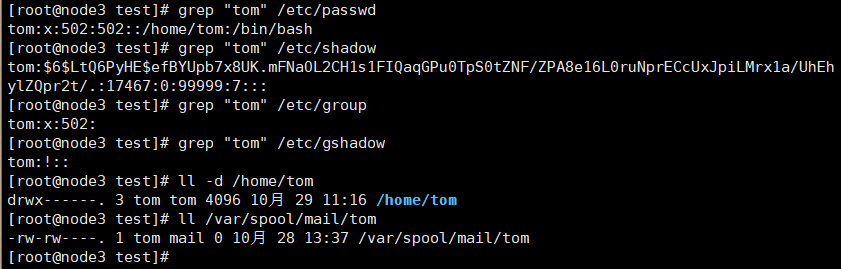 [root@node3 test]# grep "tom" /etc/passwd
tom:x:502:502::/home/tom:/bin/bash
[root@node3 test]# grep "tom" /etc/shadow
tom:$6$LtQ6PyHE$efBYUpb7x8UK.mFNaOL2CH1s1FIQaqGPu0TpS0tZNF/ZPA8e16L0ruNprECcUxJpiLMrx1a/UhEh
ylZQpr2t/.:17467:0:99999:7:::
[root@node3 test]# grep "tom" /etc/group
tom:x:502:
[root@node3 test]# grep "tom" /etc/gshadow
tom:!::
[root@node3 test]# ll -d /home/tom
drwx------. 3 tom tom 4096 10月 29 11:16 /home/tom
[root@node3 test]# ll /var/spool/mail/tom
-rw-rw----. 1 tom mail 0 10月 28 13:37 /var/spool/mail/tom
[root@node3 test]#